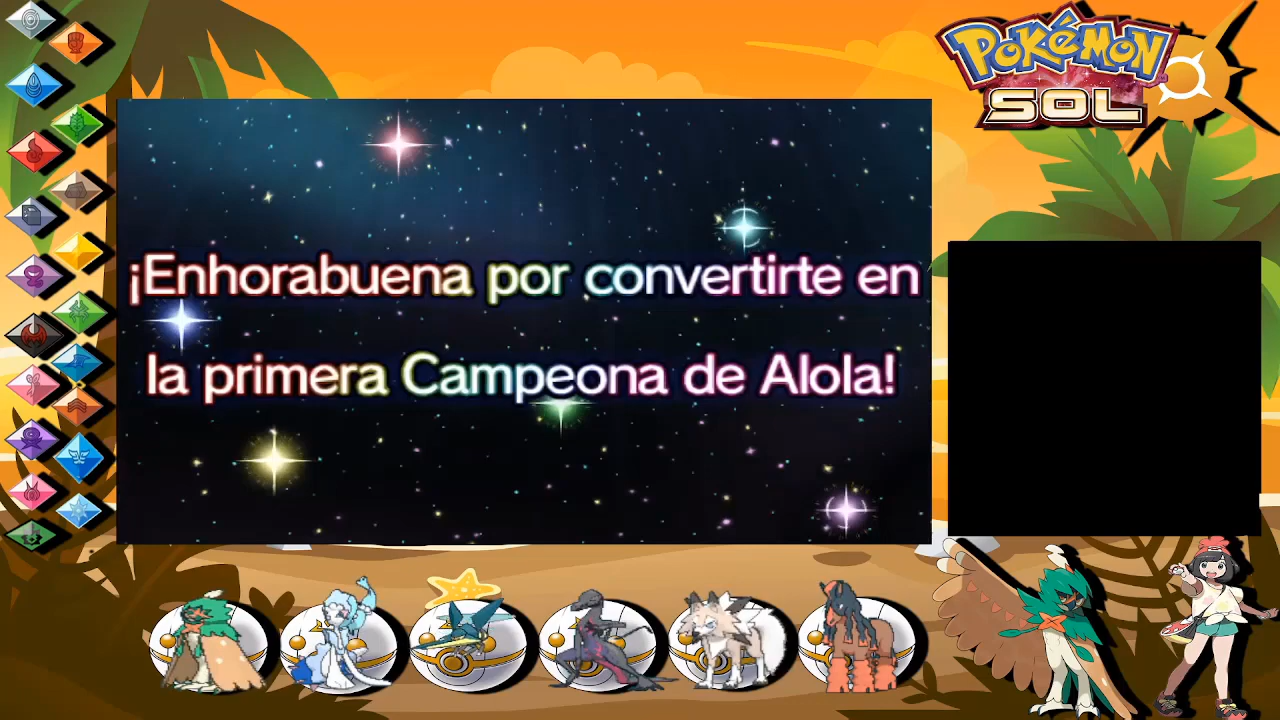 POKÉMON
SOL
¡Enhorabuena por convertirte en
la primera Campeona de Alola!